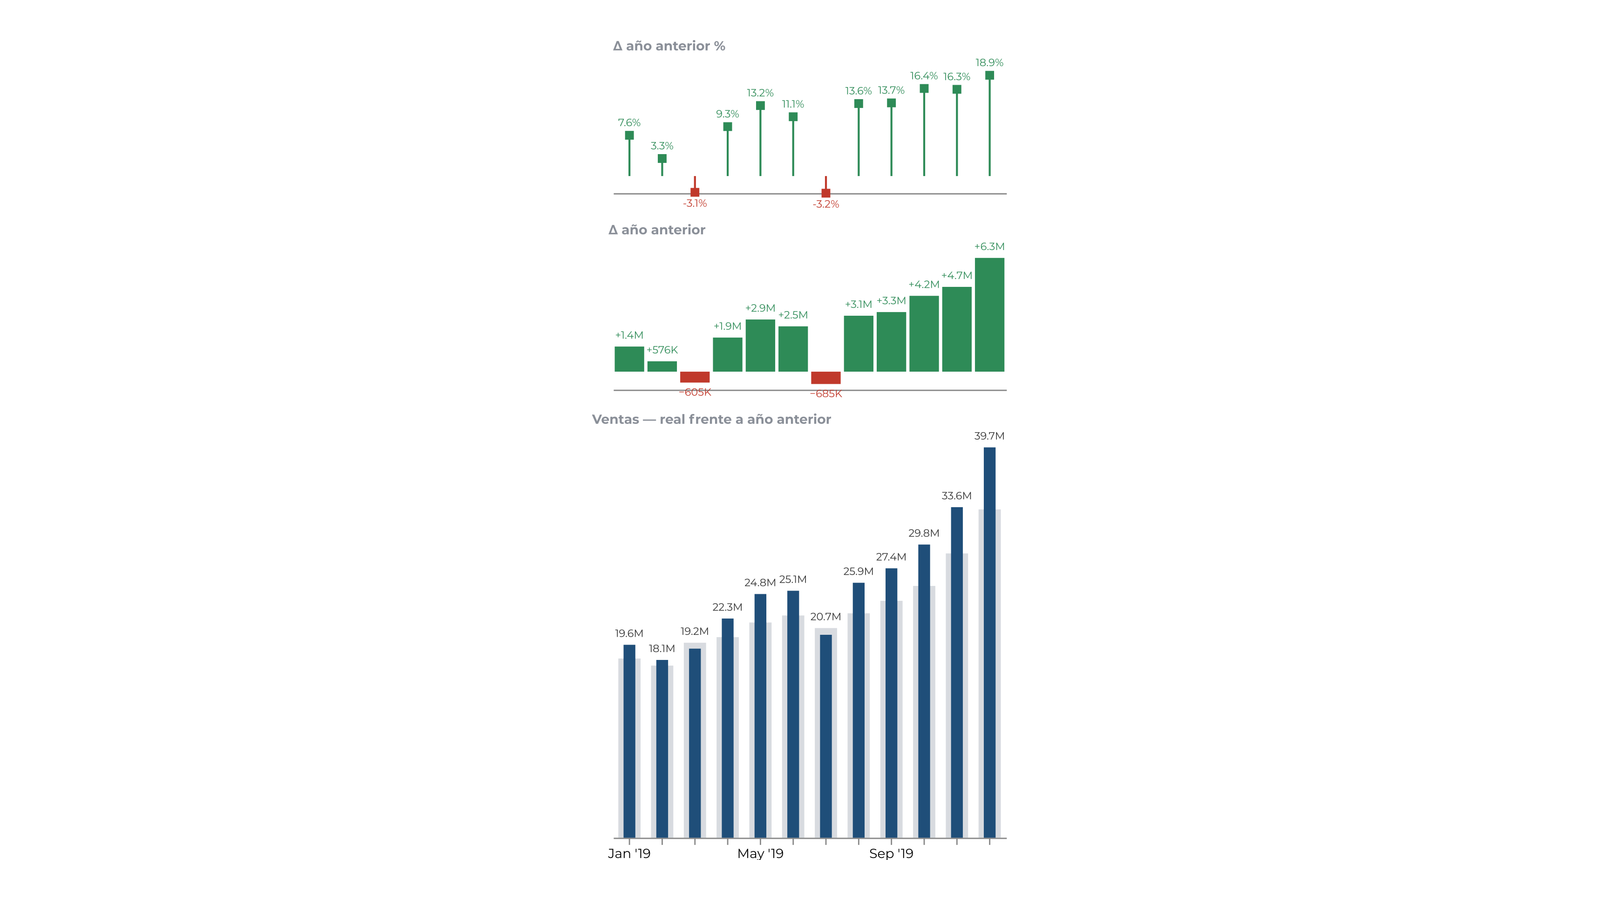 Δ año anterior %
7.6% 3.3% -3.1% 9.3% 13.2% 11.1% -3.2% 13.6% 13.7% 16.4% 16.3% 18.9%
Δ año anterior
+1.4M +576K −605K +1.9M +2.9M +2.5M −685K +3.1M +3.3M +4.2M +4.7M +6.3M
Ventas — real frente a año anterior
19.6M 18.1M 19.2M 22.3M 24.8M 25.1M 20.7M 25.9M 27.4M 29.8M 33.6M 39.7M
Jan '19 May '19 Sep '19